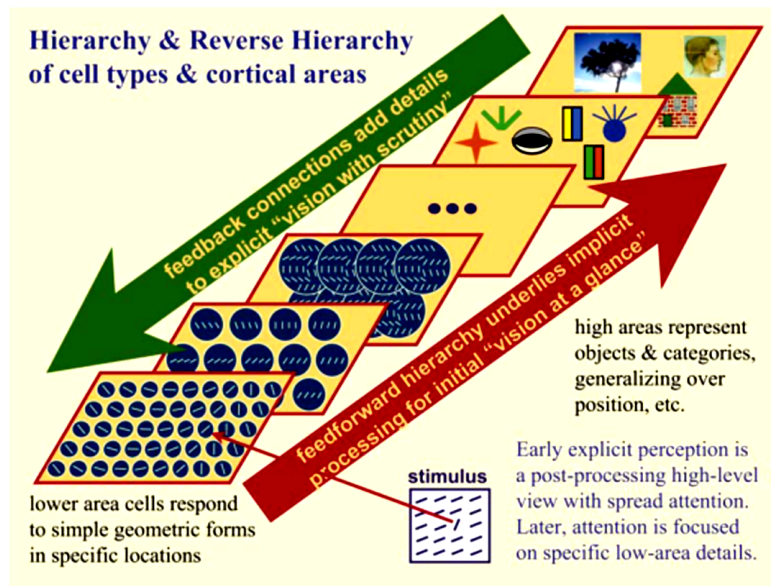 Hierarchy & Reverse Hierarchy
of cell types & cortical areas
feedback connections add details
to explicit “vision with scrutiny”
feedforward hierarchy underlies implicit
processing for initial “vision at a glance”
high areas represent
objects & categories,
generalizing over
position, etc.
stimulus
lower area cells respond
to simple geometric forms
in specific locations
Early explicit perception is
a post-processing high-level
view with spread attention.
Later, attention is focused
on specific low-area details.